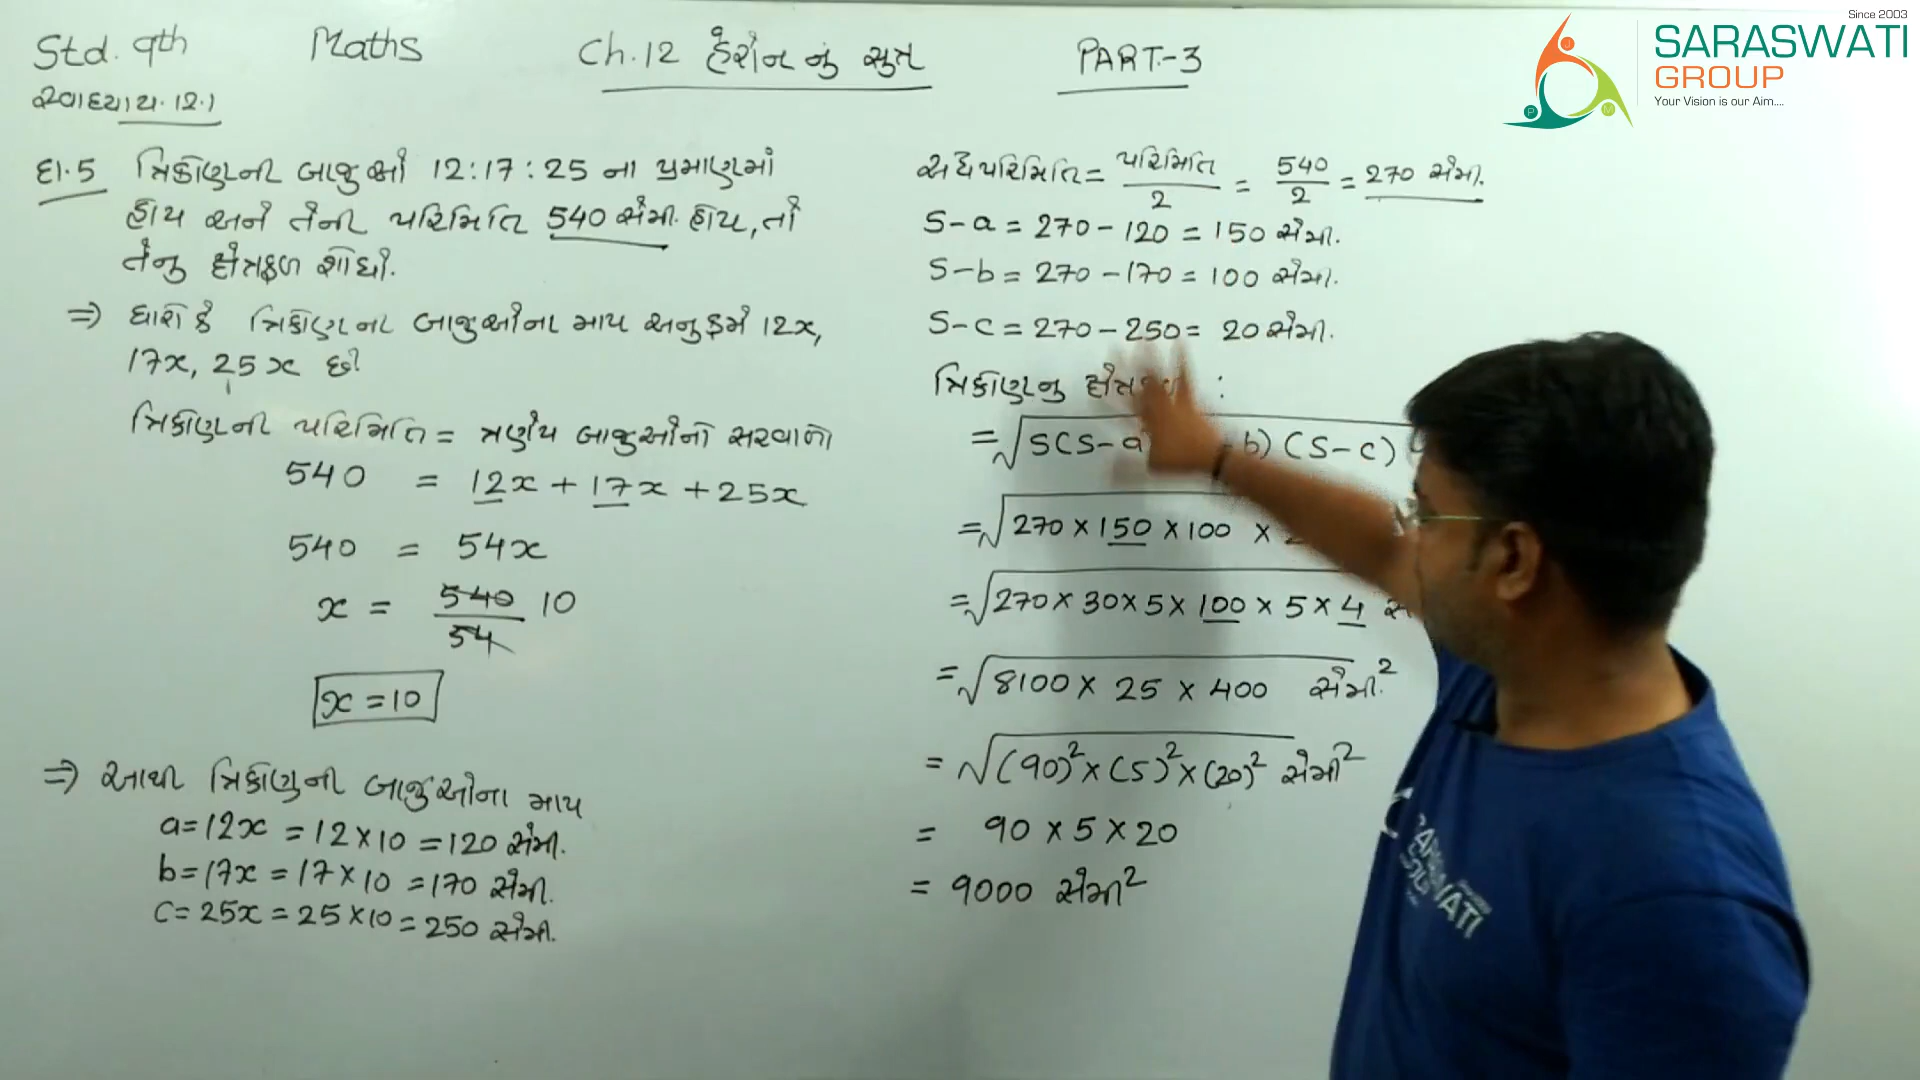 Std. 9th Maths Ch.12 હેરોન નું સુત્ર PART-3
સ્વાધ્યાય.12.1
Since 2003
SARASWATI
GROUP
Your Vision is our Aim....
P M
દા.5 ત્રિકોણની બાજુઓ 12:17:25 ના પ્રમાણમાં
હોય અને તેની પરિમિતિ 540 સેમી. હોય, તો
તેનુ ક્ષેત્રફળ શોધો.
⇒ ધારો કે ત્રિકોણના બાજુઓના માપ અનુક્રમે 12x,
17x, 25x છે
ત્રિકોણની પરિમિતિ = ત્રણેય બાજુઓનો સરવાળો
540 = 12x + 17x + 25x
540 = 54x
x = 540/54 10
x = 10
⇒ આથી ત્રિકોણની બાજુઓના માપ
a = 12x = 12 × 10 = 120 સેમી.
b = 17x = 17 × 10 = 170 સેમી.
c = 25x = 25 × 10 = 250 સેમી.
અર્ધપરિમિતિ = પરિમિતિ/2 = 540/2 = 270 સેમી.
S-a = 270 - 120 = 150 સેમી.
S-b = 270 - 170 = 100 સેમી.
S-c = 270 - 250 = 20 સેમી.
ત્રિકોણનુ :
= √S(S-a) -b) (S-c)
= √270 × 150 × 100 ×
= √270 × 30 × 5 × 100 × 5 × 4
= √8100 × 25 × 400 સેમી.²
= √(90)² × (5)² × (20)² સેમી²
= 90 × 5 × 20
= 9000 સેમી²